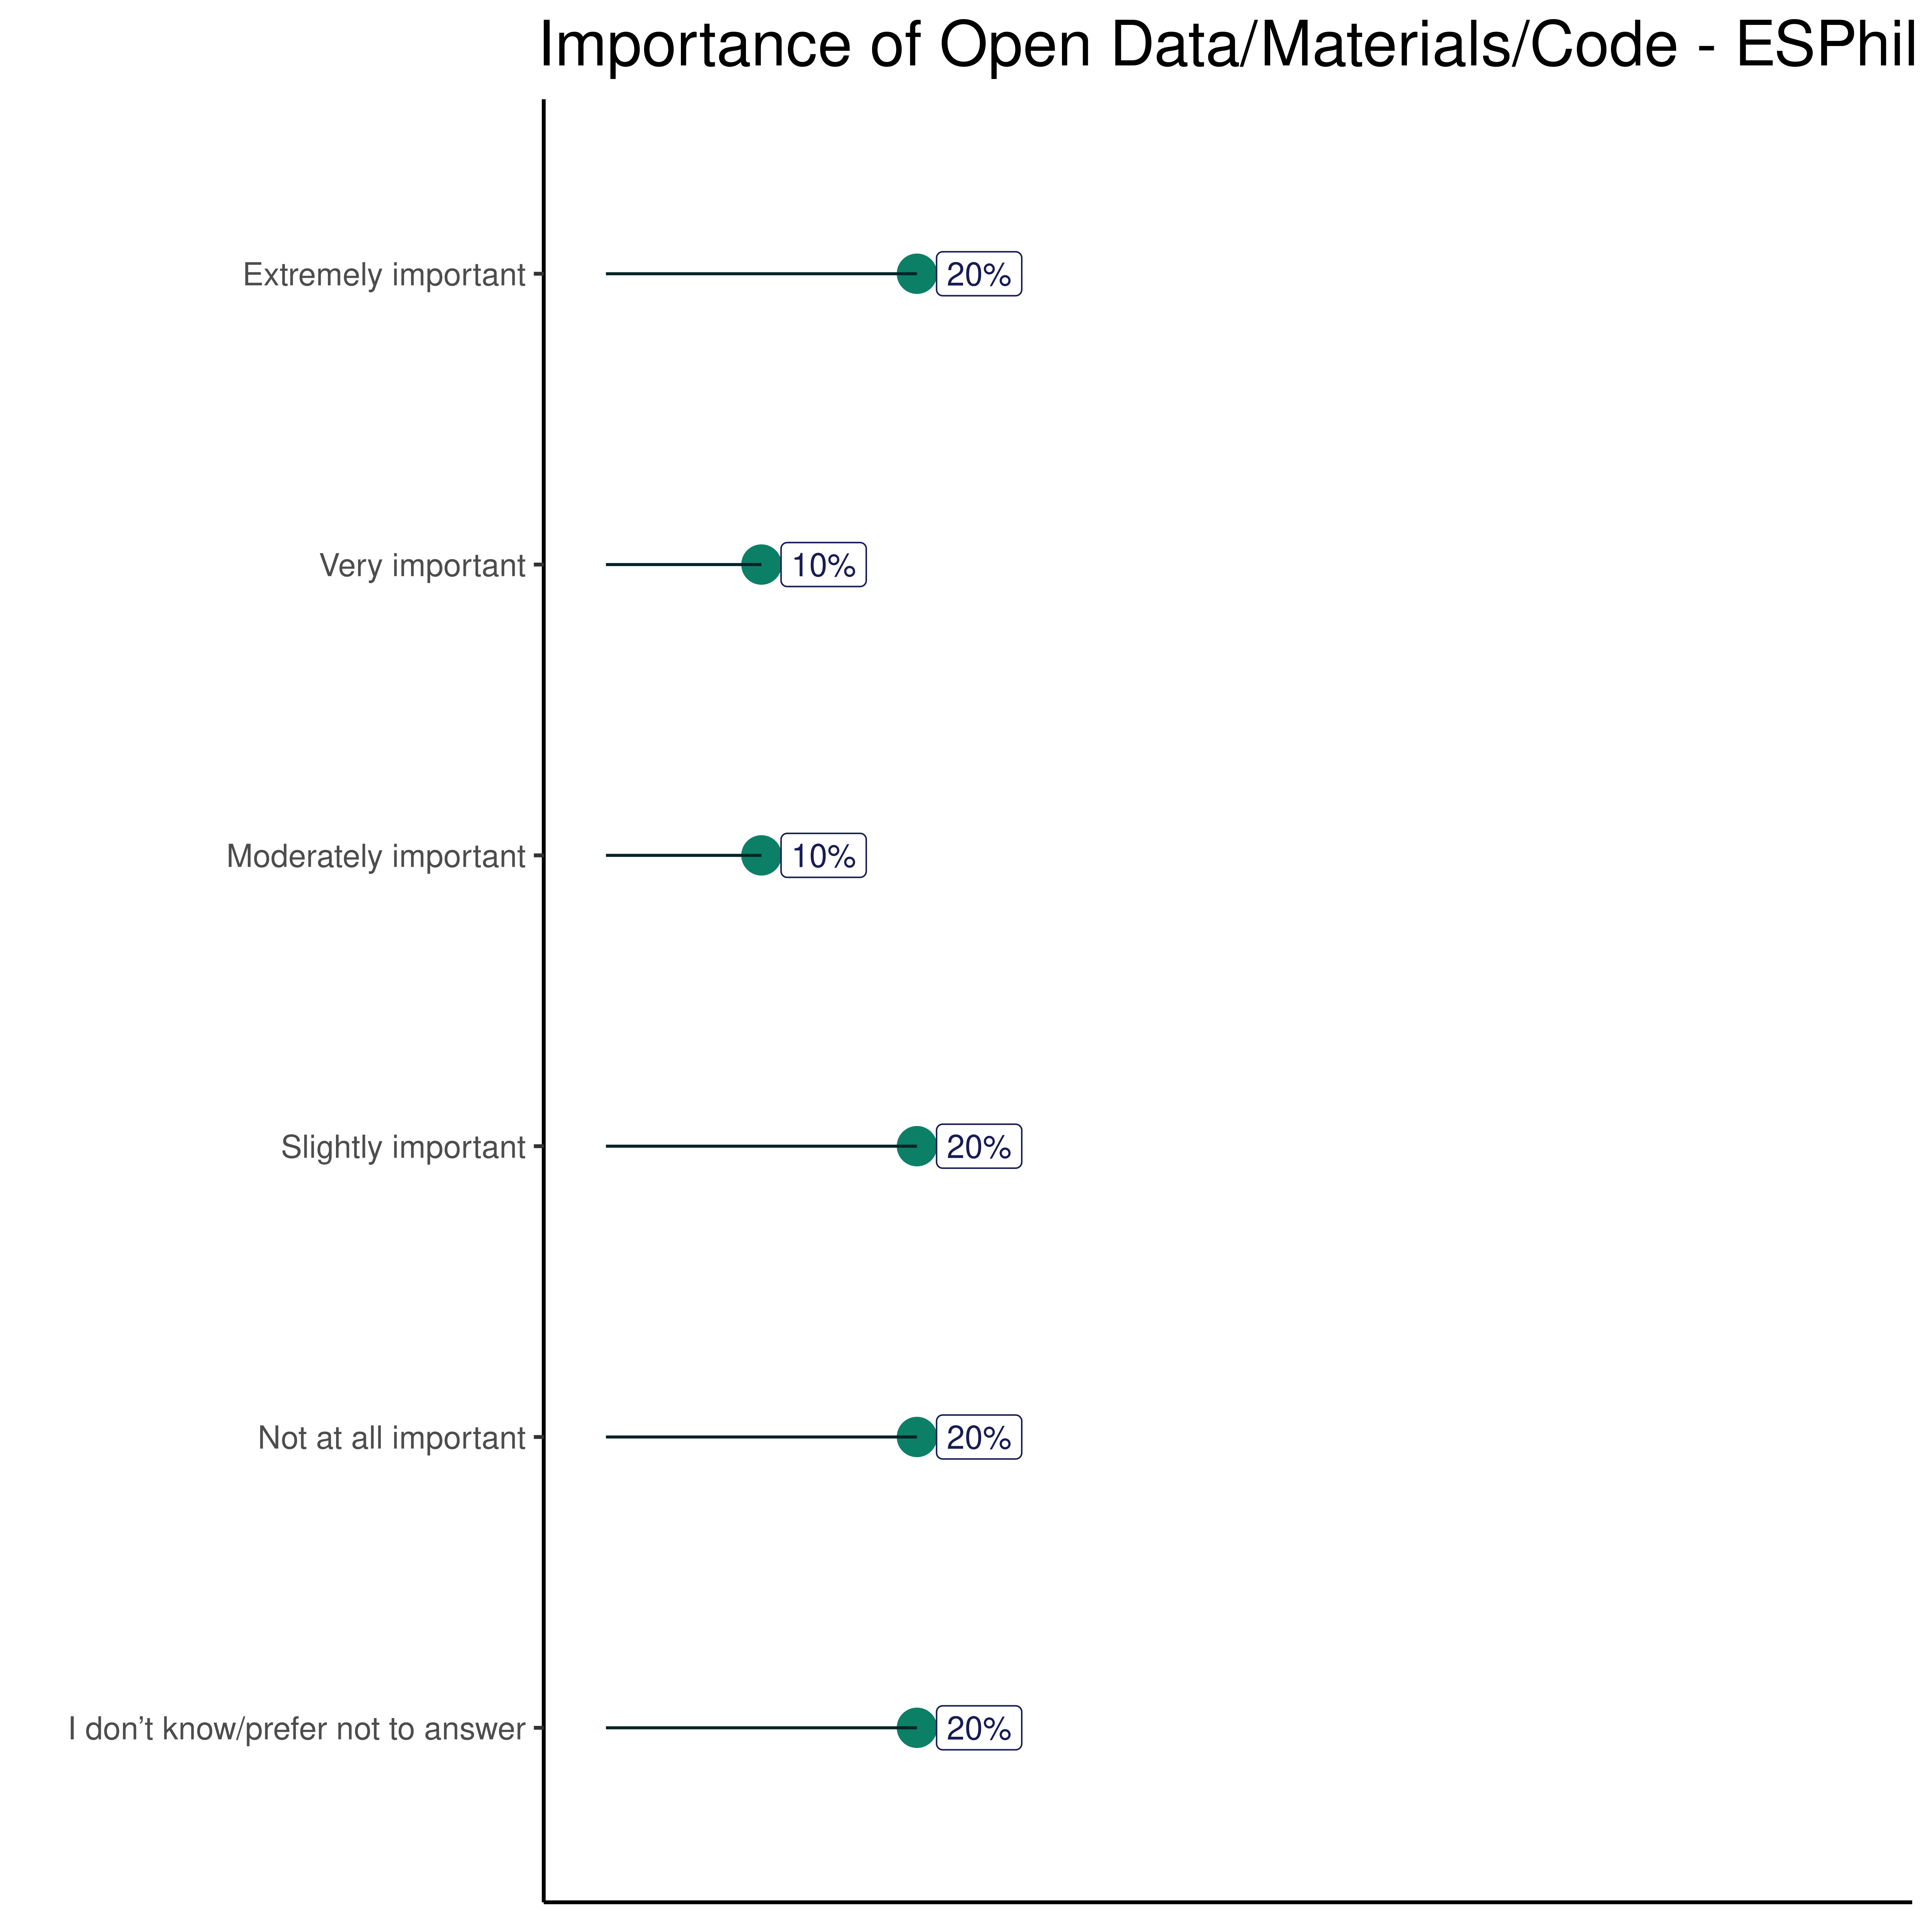 Importance of Open Data/Materials/Code - ESPhil
Extremely important 20%
Very important 10%
Moderately important 10%
Slightly important 20%
Not at all important 20%
I don't know/prefer not to answer 20%